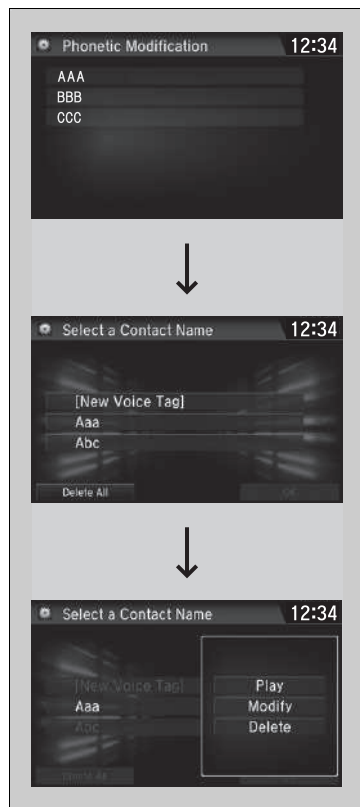 Phonetic Modification 12:34
AAA
BBB
CCC
Select a Contact Name 12:34
[New Voice Tag]
Aaa
Abc
Delete All OK
Select a Contact Name 12:34
[New Voice Tag]
Play
Aaa
Modify
Abc
Delete
Delete All